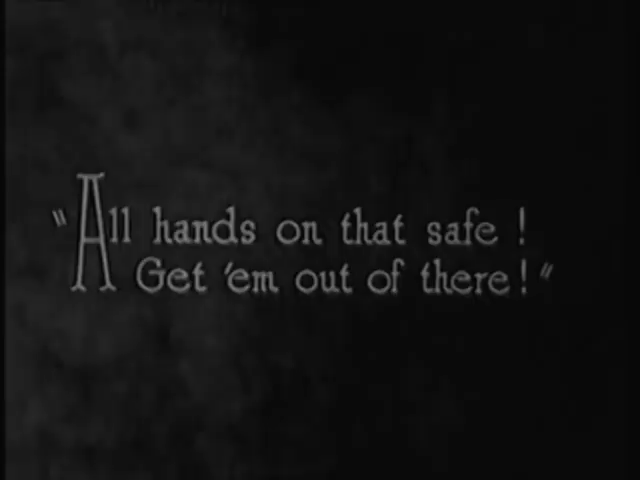 "All hands on that safe!
Get 'em out of there!"